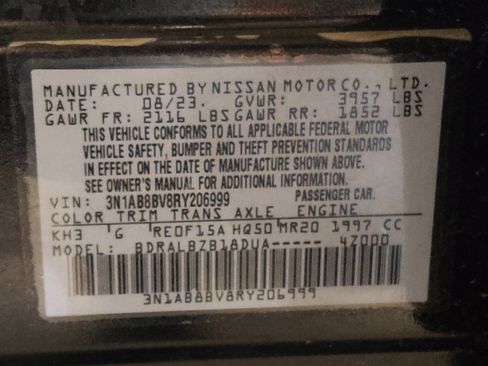 MANUFACTURED BY NISSAN MOTOR CO., LTD.
DATE: 08/23. GVWR: 3957 LBS
GAWR FR: 2116 LBS GAWR RR: 1852 LBS
THIS VEHICLE CONFORMS TO ALL APPLICABLE FEDERAL MOTOR
VEHICLE SAFETY, BUMPER AND THEFT PREVENTION STANDARDS
IN EFFECT ON THE DATE OF MANUFACTURE SHOWN ABOVE.
SEE OWNER'S MANUAL FOR ADDITIONAL INFORMATION.
VIN: 3N1AB8BV8RY206999 PASSENGER CAR.
COLOR TRIM TRANS AXLE ENGINE
KH3 G RE0F15A HQ50 MR20 1997 CC
MODEL: BDRALBZB18DUA----- 4Z000
3N1AB8BV8RY206999